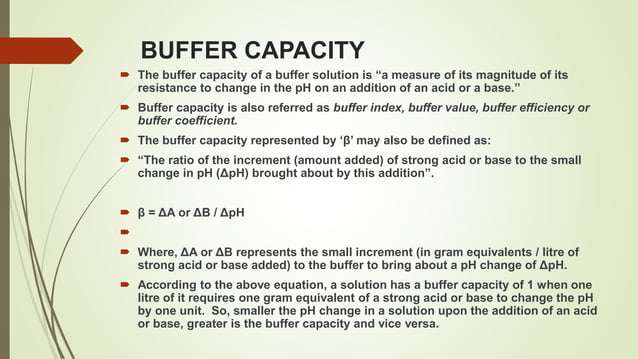 BUFFER CAPACITY
The buffer capacity of a buffer solution is “a measure of its magnitude of its
resistance to change in the pH on an addition of an acid or a base.”
Buffer capacity is also referred as buffer index, buffer value, buffer efficiency or
buffer coefficient.
The buffer capacity represented by ‘β’ may also be defined as:
“The ratio of the increment (amount added) of strong acid or base to the small
change in pH (ΔpH) brought about by this addition”.
β = ΔA or ΔB / ΔpH
Where, ΔA or ΔB represents the small increment (in gram equivalents / litre of
strong acid or base added) to the buffer to bring about a pH change of ΔpH.
According to the above equation, a solution has a buffer capacity of 1 when one
litre of it requires one gram equivalent of a strong acid or base to change the pH
by one unit. So, smaller the pH change in a solution upon the addition of an acid
or base, greater is the buffer capacity and vice versa.